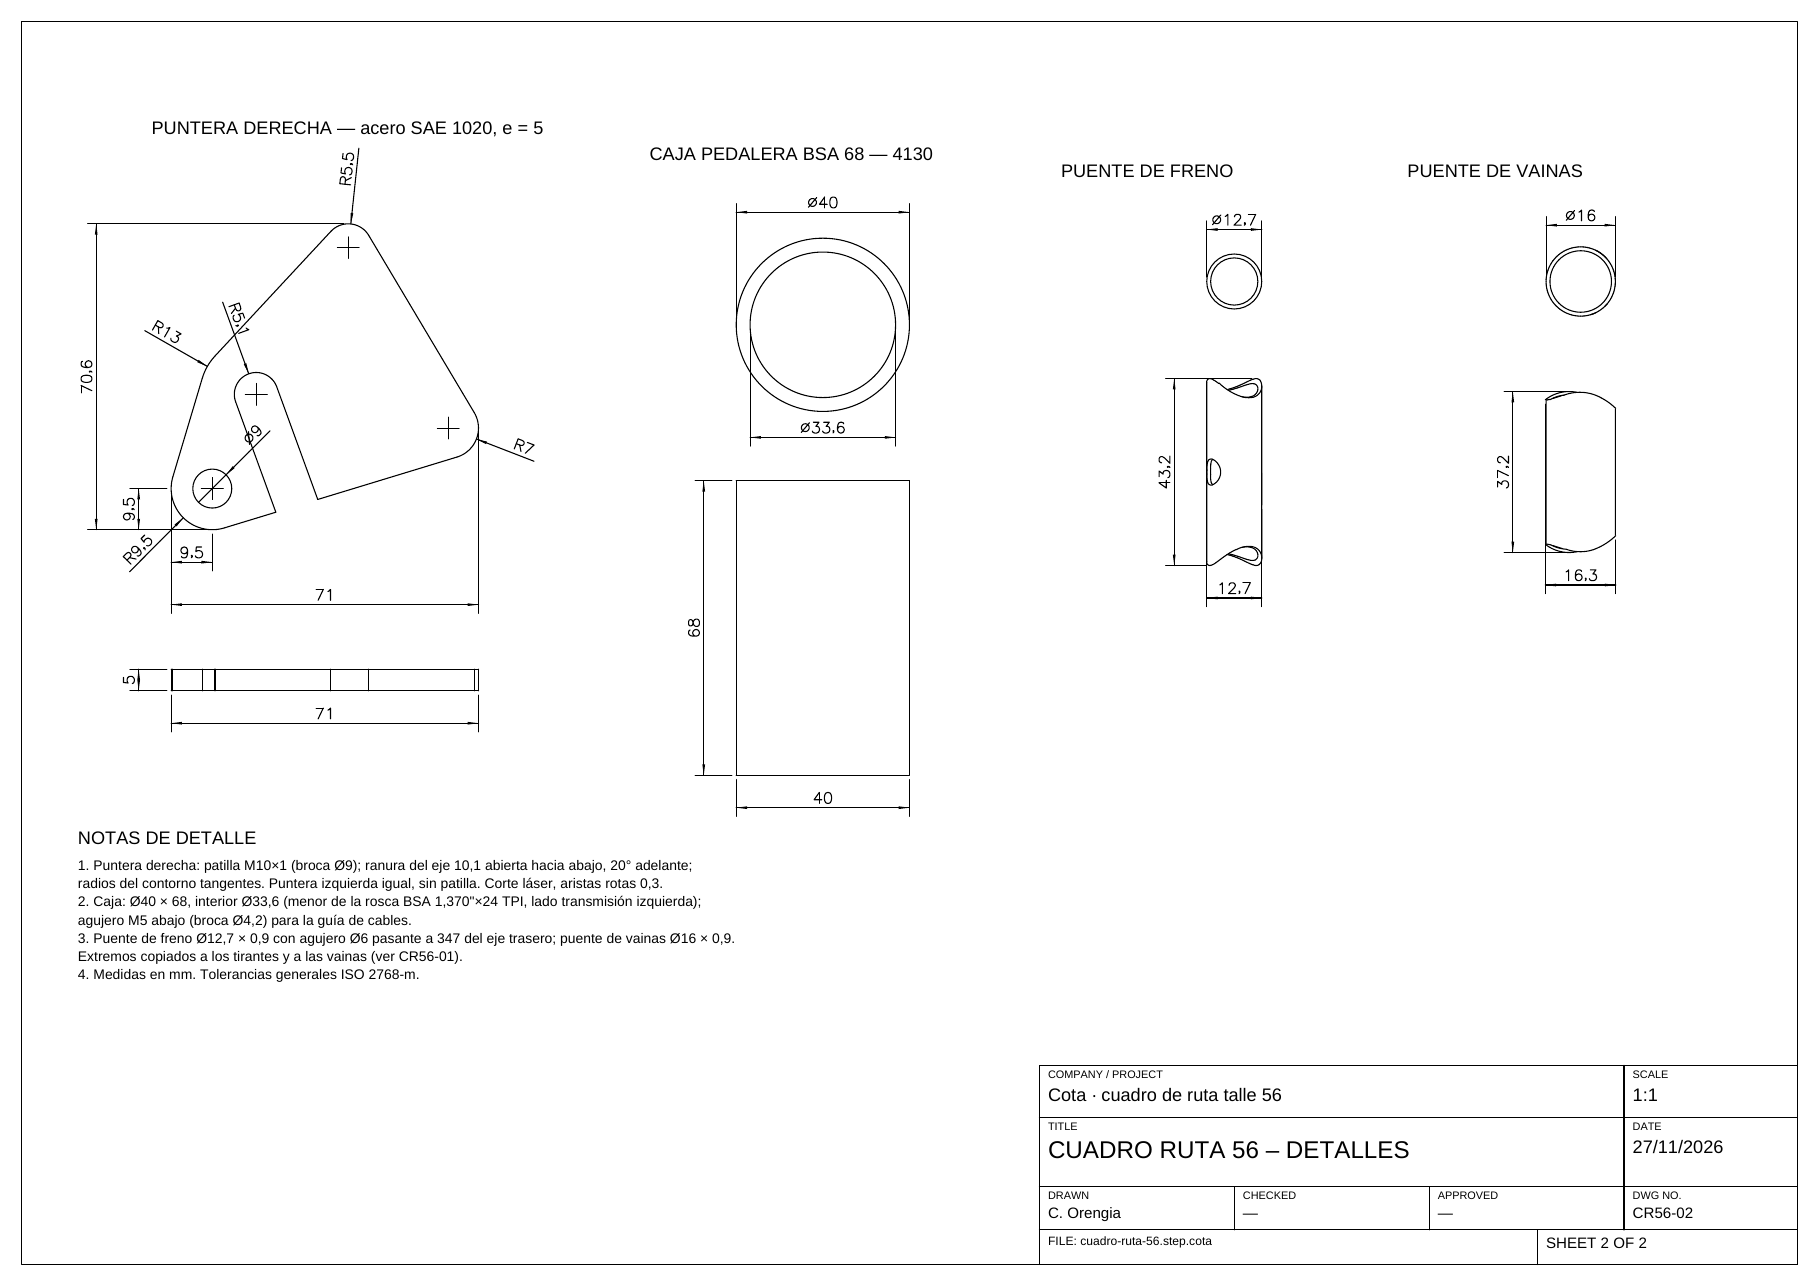 PUNTERA DERECHA — acero SAE 1020, e = 5
R5.5
R13
R5.1
70.6
Ø9
R7
9.5
R9.5
9.5
71
5
71
CAJA PEDALERA BSA 68 — 4130
Ø40
Ø33.6
68
40
PUENTE DE FRENO
Ø12.7
43.2
12.7
PUENTE DE VAINAS
Ø16
37.2
16.3
NOTAS DE DETALLE
1. Puntera derecha: patilla M10×1 (broca Ø9); ranura del eje 10,1 abierta hacia abajo, 20° adelante;
radios del contorno tangentes. Puntera izquierda igual, sin patilla. Corte láser, aristas rotas 0,3.
2. Caja: Ø40 × 68, interior Ø33,6 (menor de la rosca BSA 1,370"×24 TPI, lado transmisión izquierda);
agujero M5 abajo (broca Ø4,2) para la guía de cables.
3. Puente de freno Ø12,7 × 0,9 con agujero Ø6 pasante a 347 del eje trasero; puente de vainas Ø16 × 0,9.
Extremos copiados a los tirantes y a las vainas (ver CR56-01).
4. Medidas en mm. Tolerancias generales ISO 2768-m.
COMPANY / PROJECT
Cota · cuadro de ruta talle 56
SCALE
1:1
TITLE
CUADRO RUTA 56 – DETALLES
DATE
27/11/2026
DRAWN
C. Orengia
CHECKED
—
APPROVED
—
DWG NO.
CR56-02
FILE: cuadro-ruta-56.step.cota
SHEET 2 OF 2